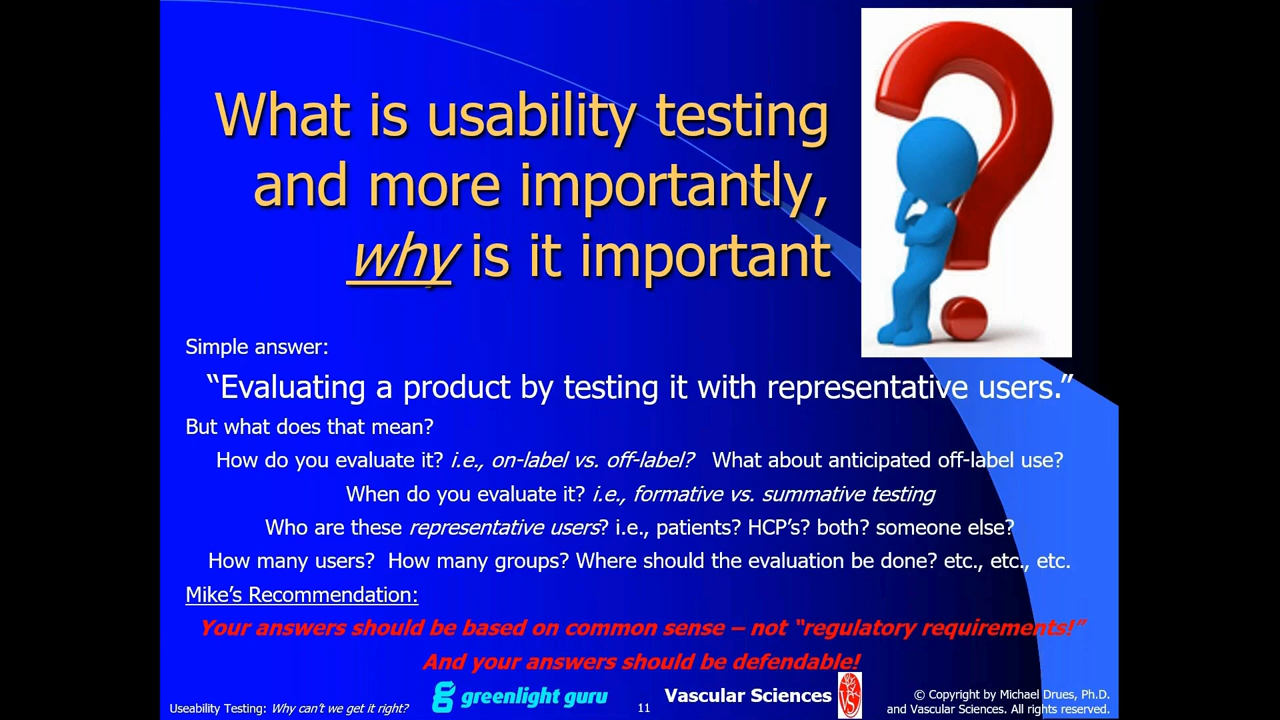 What is usability testing
and more importantly,
why is it important
Simple answer:
“Evaluating a product by testing it with representative users.”
But what does that mean?
How do you evaluate it? i.e., on-label vs. off-label? What about anticipated off-label use?
When do you evaluate it? i.e., formative vs. summative testing
Who are these representative users? i.e., patients? HCP’s? both? someone else?
How many users? How many groups? Where should the evaluation be done? etc., etc., etc.
Mike’s Recommendation:
Your answers should be based on common sense – not “regulatory requirements!”
And your answers should be defendable!
Useability Testing: Why can’t we get it right?
greenlight guru
11
Vascular Sciences
VS
© Copyright by Michael Drues, Ph.D.
and Vascular Sciences. All rights reserved.